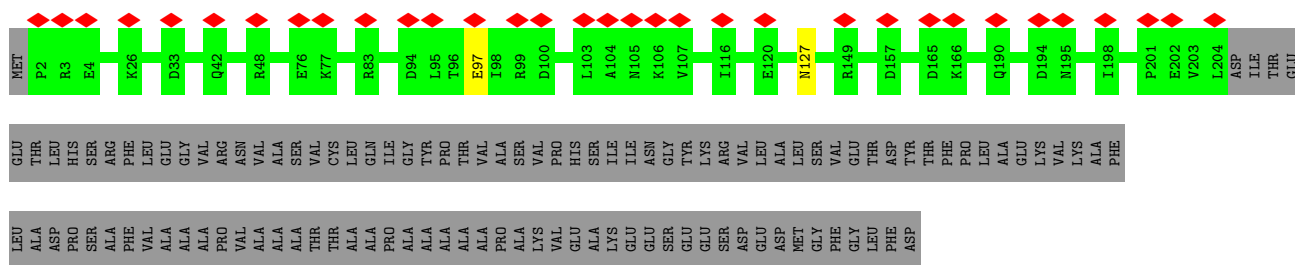 MET P2 R3 E4 K26 D33 Q42 R48 E76 K77 R83 D94 L95 T96 E97 I98 R99 D100 L103 A104 N105 K106 V107 I116 E120 N127 R149 D157 D165 K166 Q190 D194 N195 I198 P201 E202 V203 L204 ASP ILE THR GLU
GLU THR LEU HIS SER ARG PHE LEU GLU GLY VAL ARG ASN VAL ALA SER VAL CYS LEU GLN ILE GLY TYR PRO THR VAL ALA SER VAL PRO HIS SER ILE ILE ASN GLY TYR LYS ARG VAL LEU ALA LEU SER VAL GLU THR ASP TYR THR PHE PRO LEU ALA GLU LYS VAL LYS ALA PHE
LEU ALA ASP PRO SER ALA PHE VAL ALA ALA ALA PRO VAL ALA ALA ALA THR THR ALA ALA PRO ALA ALA ALA ALA ALA PRO ALA LYS VAL GLU ALA LYS GLU GLU SER GLU GLU SER ASP GLU ASP MET GLY PHE GLY LEU PHE ASP